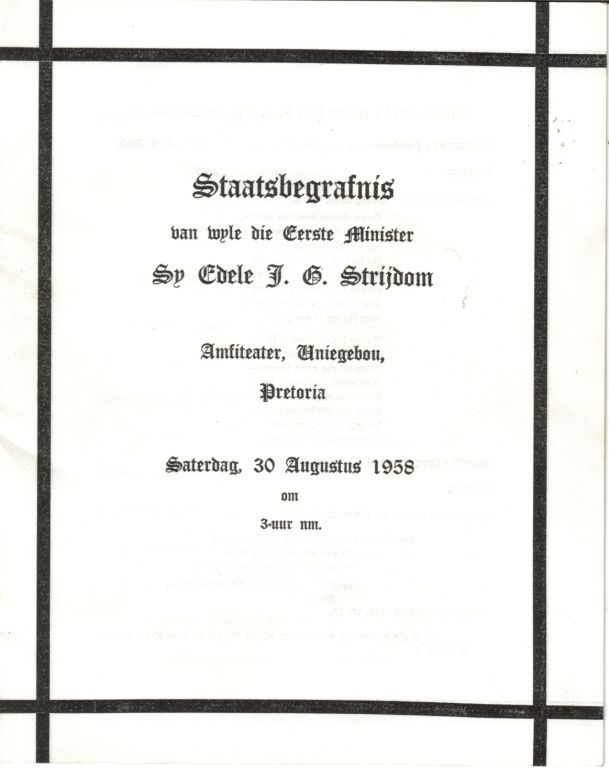 Staatsbegrafnis
van wyle die Eerste Minister
Sy Edele J. G. Strijdom
Amfiteater, Uniegebou,
Pretoria
Saterdag, 30 Augustus 1958
om
3-uur nm.